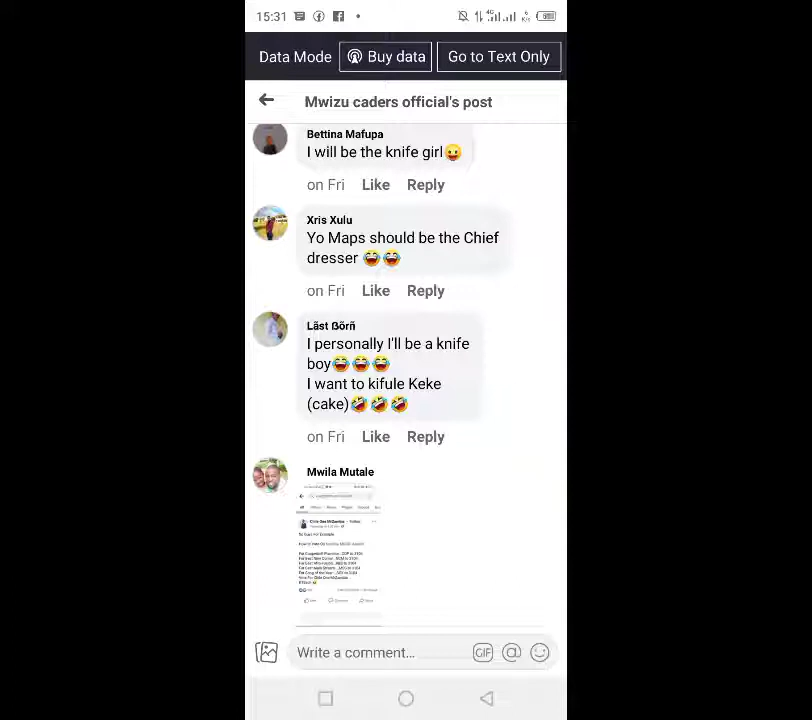 15:31
4G
Data Mode
Buy data
Go to Text Only
Mwizu caders official's post
Bettina Mafupa
I will be the knife girl😛
on Fri Like Reply
Xris Xulu
Yo Maps should be the Chief
dresser 😂😂
on Fri Like Reply
Lãst ẞõrñ
I personally I'll be a knife
boy😂😂😂
I want to kifule Keke
(cake)🤣🤣🤣
on Fri Like Reply
Mwila Mutale
Write a comment...
GIF